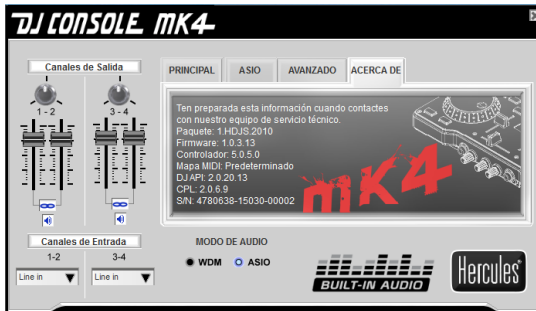 DJ CONSOLE MK4
Canales de Salida
1 - 2
3 - 4
Canales de Entrada
1-2
3-4
Line in
Line in
PRINCIPAL
ASIO
AVANZADO
ACERCA DE
Ten preparada esta información cuando contactes
con nuestro equipo de servicio técnico.
Paquete: 1.HDJS.2010
Firmware: 1.0.3.13
Controlador: 5.0.5.0
Mapa MIDI: Predeterminado
DJ API: 2.0.20.13
CPL: 2.0.6.9
S/N: 4780638-15030-00002
mk4
MODO DE AUDIO
WDM
ASIO
BUILT-IN AUDIO
Hercules